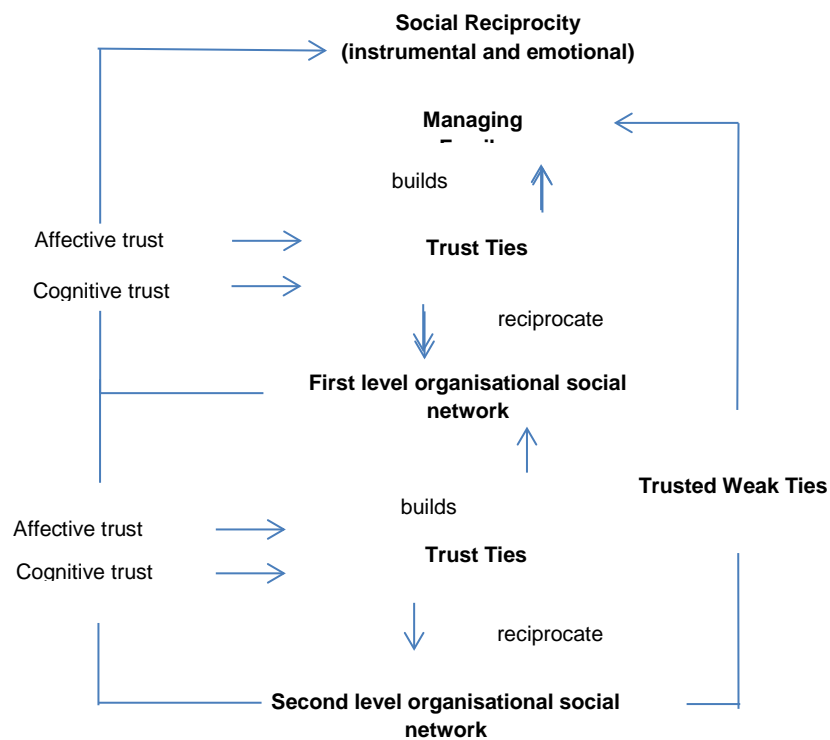 Social Reciprocity
(instrumental and emotional)
Managing
builds
Affective trust
Trust Ties
Cognitive trust
reciprocate
First level organisational social
network
Trusted Weak Ties
builds
Affective trust
Trust Ties
Cognitive trust
reciprocate
Second level organisational social
network